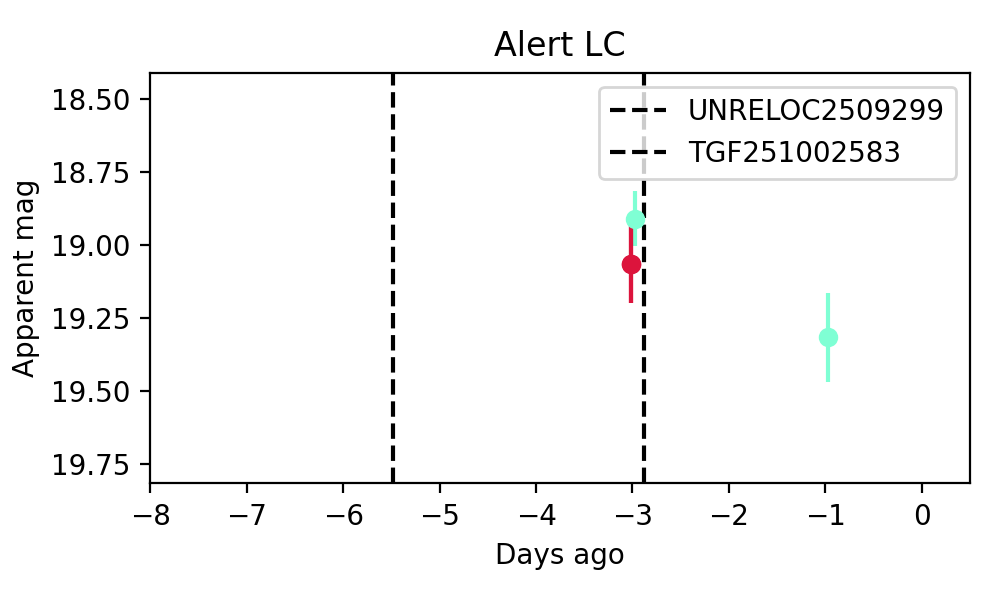 Alert LC
UNRELOC2509299
TGF251002583
Apparent mag
18.50
18.75
19.00
19.25
19.50
19.75
−8 −7 −6 −5 −4 −3 −2 −1 0
Days ago